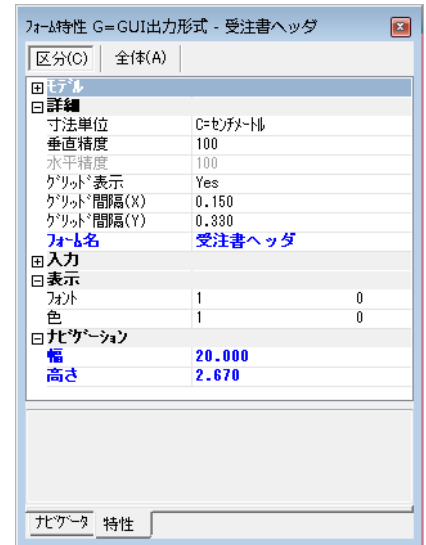 ﾌｫｰﾑ特性 G=GUI出力形式 - 受注書ヘッダ
区分(C) 全体(A)
ﾓﾃﾞﾙ
詳細
寸法単位 C=ｾﾝﾁﾒｰﾄﾙ
垂直精度 100
水平精度 100
ｸﾞﾘｯﾄﾞ表示 Yes
ｸﾞﾘｯﾄﾞ間隔(X) 0.150
ｸﾞﾘｯﾄﾞ間隔(Y) 0.330
ﾌｫｰﾑ名 受注書ヘッダ
入力
表示
ﾌｫﾝﾄ 1 0
色 1 0
ﾅﾋﾞｹﾞｰｼｮﾝ
幅 20.000
高さ 2.670
ﾅﾋﾞｹﾞｰﾀ 特性